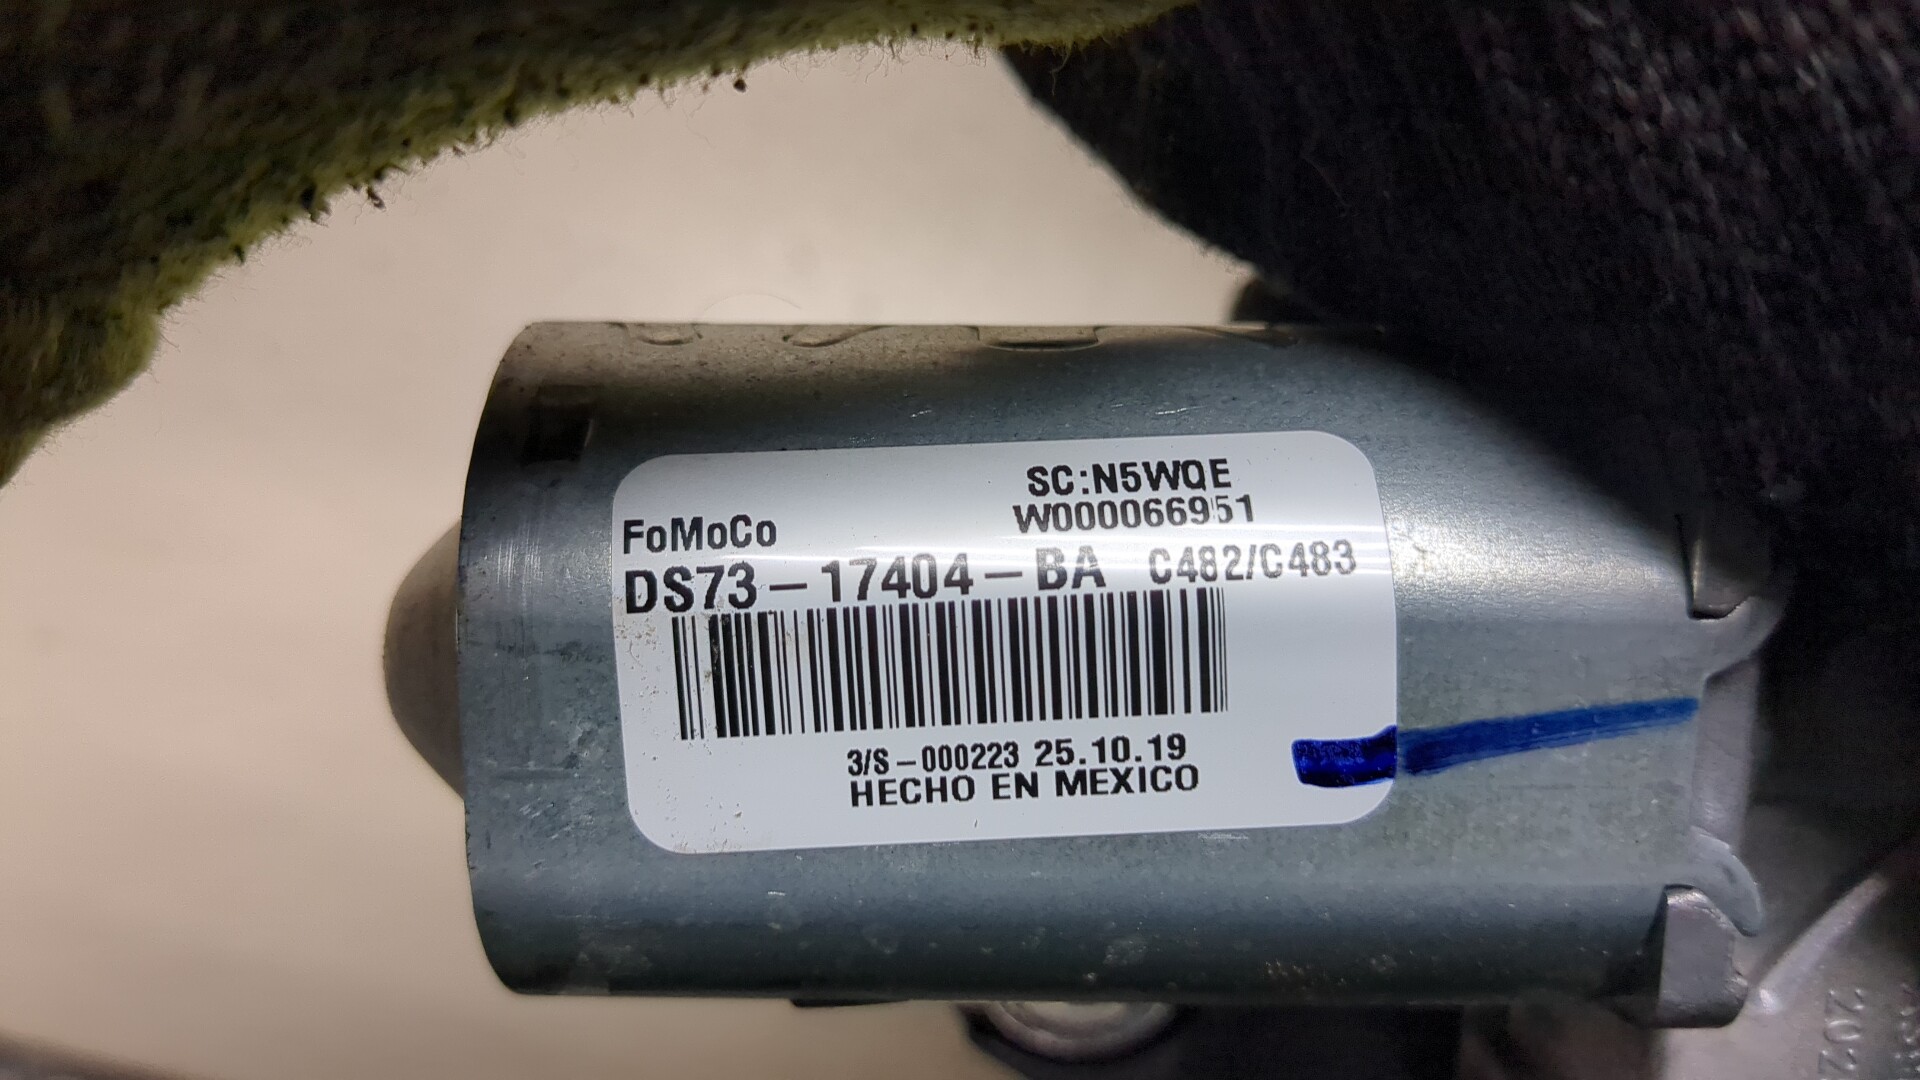 SC:N5WQE
W000066951
FoMoCo
DS73-17404-BA C482/C483
3/S-000223 25.10.19
HECHO EN MEXICO